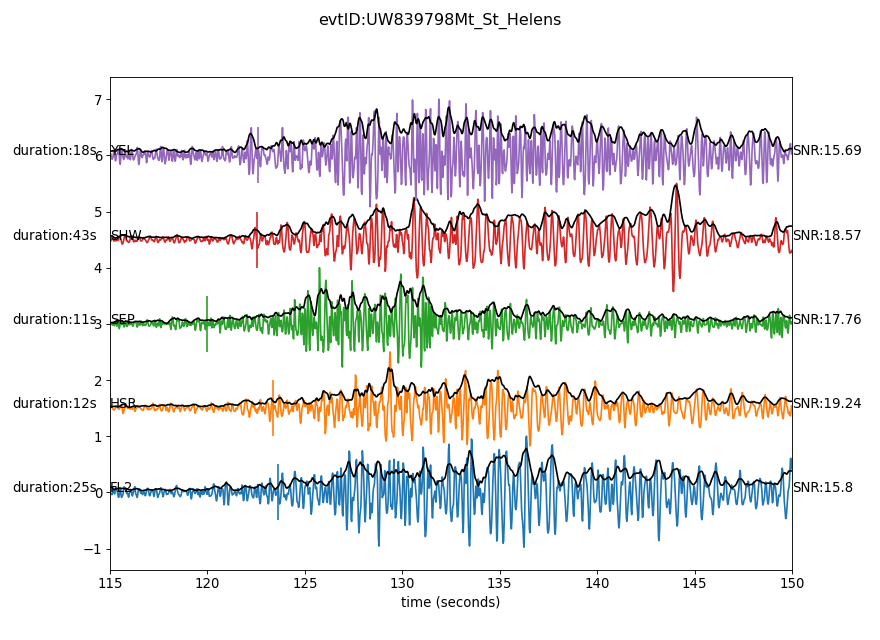 evtID:UW839798Mt_St_Helens
7
duration:18s YEL SNR:15.69
6
5
duration:43s SHW SNR:18.57
4
duration:11s SEP SNR:17.76
3
2
duration:12s HSR SNR:19.24
1
duration:25s FL2 SNR:15.8
0
−1
115 120 125 130 135 140 145 150
time (seconds)